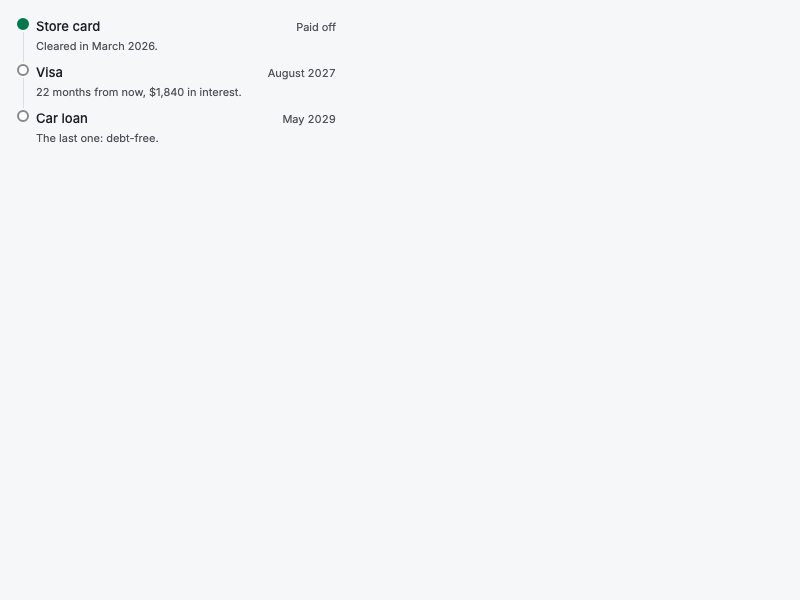 Store card Paid off
Cleared in March 2026.
Visa August 2027
22 months from now, $1,840 in interest.
Car loan May 2029
The last one: debt-free.